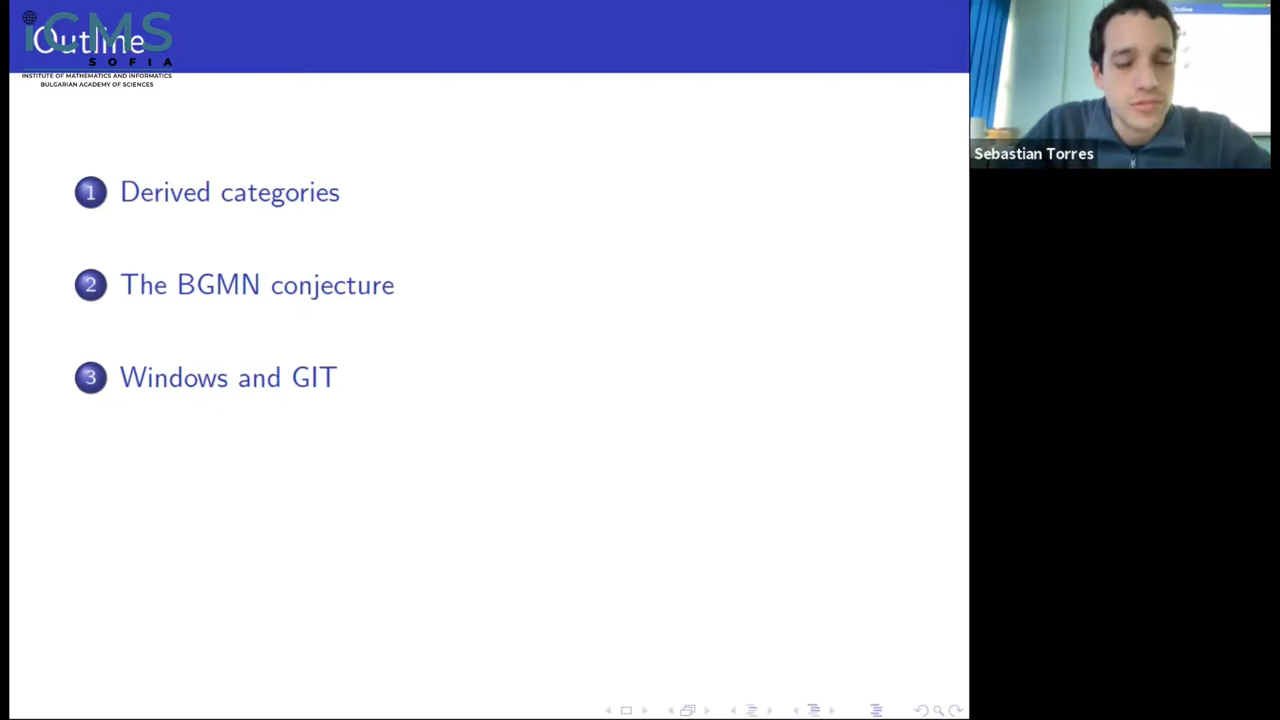 Outline
iCMS
SOFIA
INSTITUTE OF MATHEMATICS AND INFORMATICS
BULGARIAN ACADEMY OF SCIENCES
1 Derived categories
2 The BGMN conjecture
3 Windows and GIT
Outline
Sebastian Torres